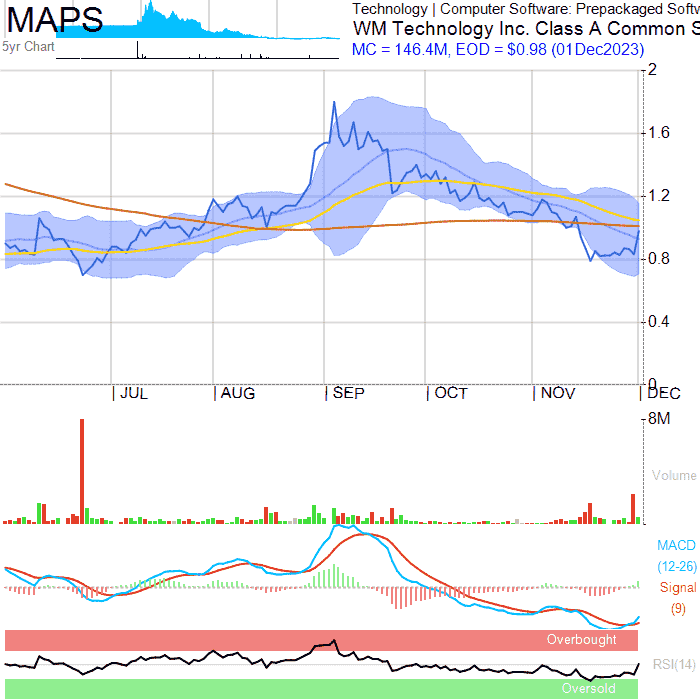 MAPS
5yr Chart
Technology | Computer Software: Prepackaged Softw
WM Technology Inc. Class A Common S
MC = 146.4M, EOD = $0.98 (01Dec2023)
2
1.6
1.2
0.8
0.4
0
JUL AUG SEP OCT NOV DEC
8M
Volume
MACD
(12-26)
Signal
(9)
Overbought
RSI(14)
Oversold